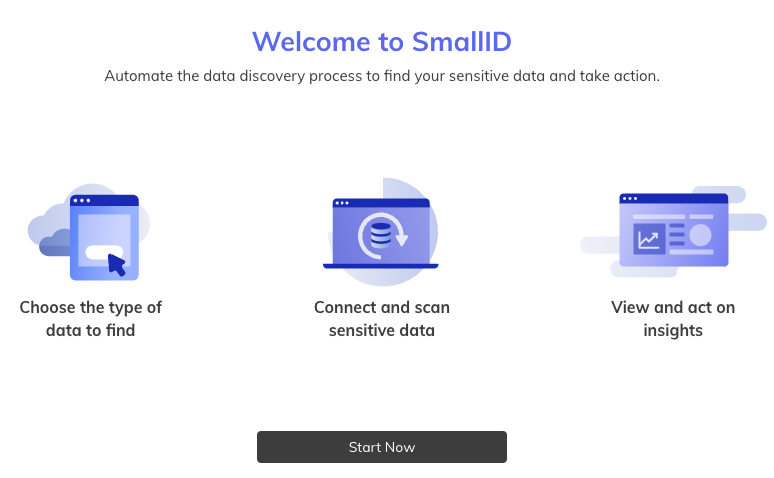 Welcome to SmallID
Automate the data discovery process to find your sensitive data and take action.
Choose the type of
data to find
Connect and scan
sensitive data
View and act on
insights
Start Now